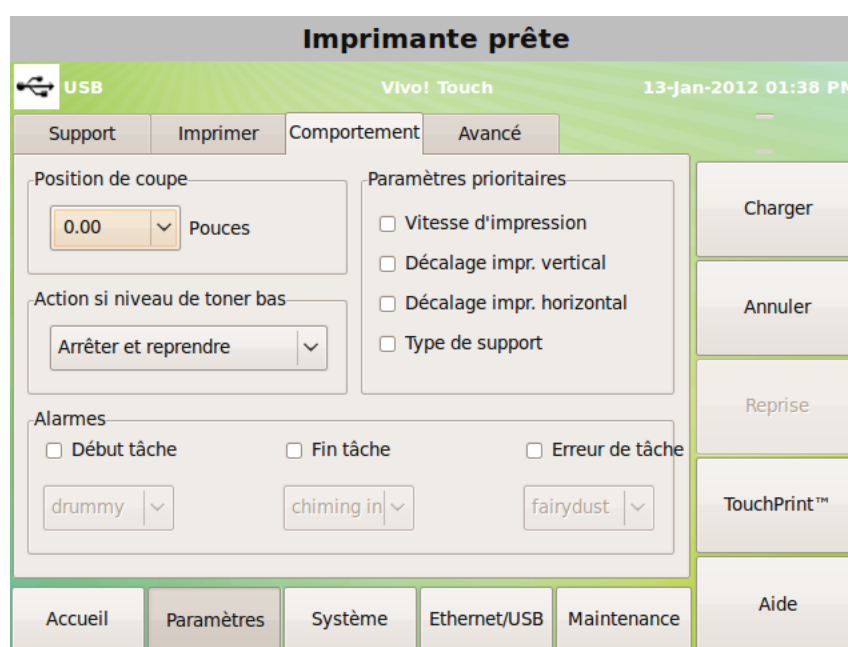 Imprimante prête
USB Vivo! Touch 13-Jan-2012 01:38 PM
Support Imprimer Comportement Avancé
Position de coupe
0.00 Pouces
Action si niveau de toner bas
Arrêter et reprendre
Paramètres prioritaires
Vitesse d'impression
Décalage impr. vertical
Décalage impr. horizontal
Type de support
Alarmes
Début tâche Fin tâche Erreur de tâche
drummy chiming in fairydust
Charger
Annuler
Reprise
TouchPrint™
Aide
Accueil Paramètres Système Ethernet/USB Maintenance